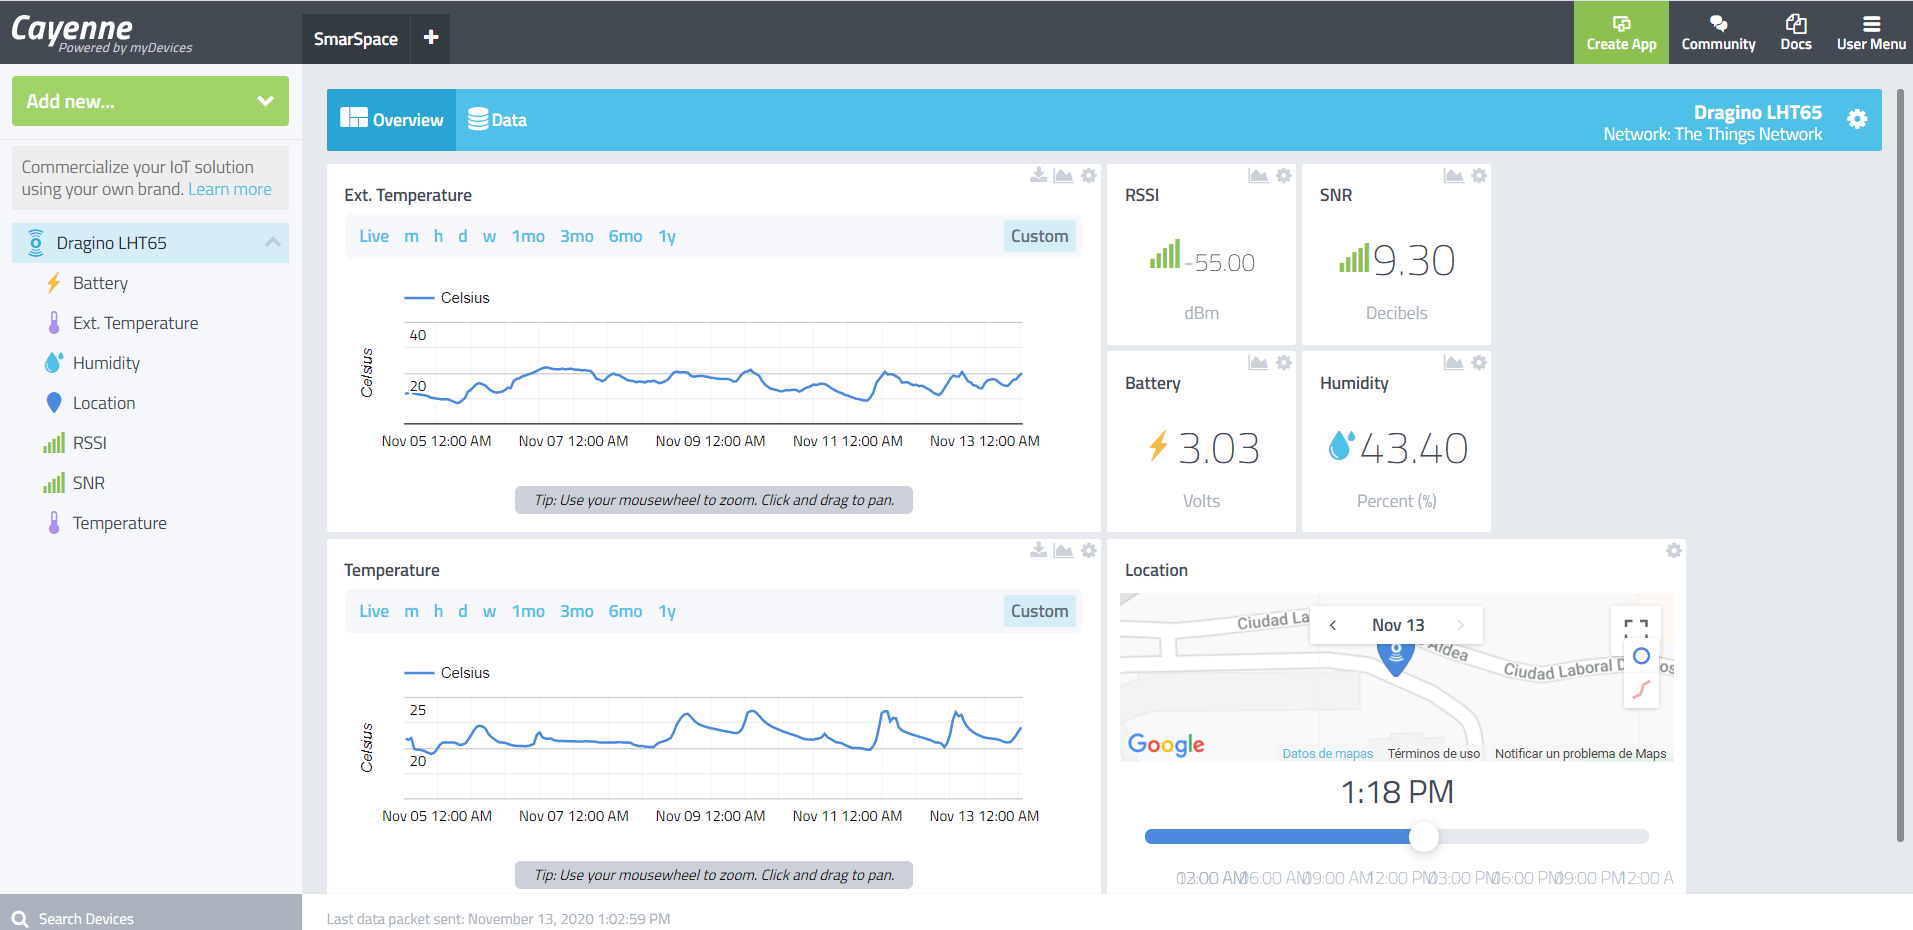 Cayenne
Powered by myDevices
SmarSpace
Create App
Community
Docs
User Menu
Add new...
Commercialize your IoT solution
using your own brand. Learn more
Dragino LHT65
Battery
Ext. Temperature
Humidity
Location
RSSI
SNR
Temperature
Search Devices
Overview
Data
Dragino LHT65
Network: The Things Network
Ext. Temperature
Live m h d w 1mo 3mo 6mo 1y Custom
Celsius
Celsius
40
20
Nov 05 12:00 AM Nov 07 12:00 AM Nov 09 12:00 AM Nov 11 12:00 AM Nov 13 12:00 AM
Tip: Use your mousewheel to zoom. Click and drag to pan.
RSSI
-55.00
dBm
SNR
9.30
Decibels
Battery
3.03
Volts
Humidity
43.40
Percent (%)
Temperature
Live m h d w 1mo 3mo 6mo 1y Custom
Celsius
Celsius
25
20
Nov 05 12:00 AM Nov 07 12:00 AM Nov 09 12:00 AM Nov 11 12:00 AM Nov 13 12:00 AM
Tip: Use your mousewheel to zoom. Click and drag to pan.
Location
Ciudad La
Nov 13
Aldea
Ciudad Laboral D
os
Google
Datos de mapas Términos de uso Notificar un problema de Maps
1:18 PM
03:00 AM 06:00 AM 09:00 AM 12:00 PM 03:00 PM 06:00 PM 09:00 PM 12:00 A
Last data packet sent: November 13, 2020 1:02:59 PM